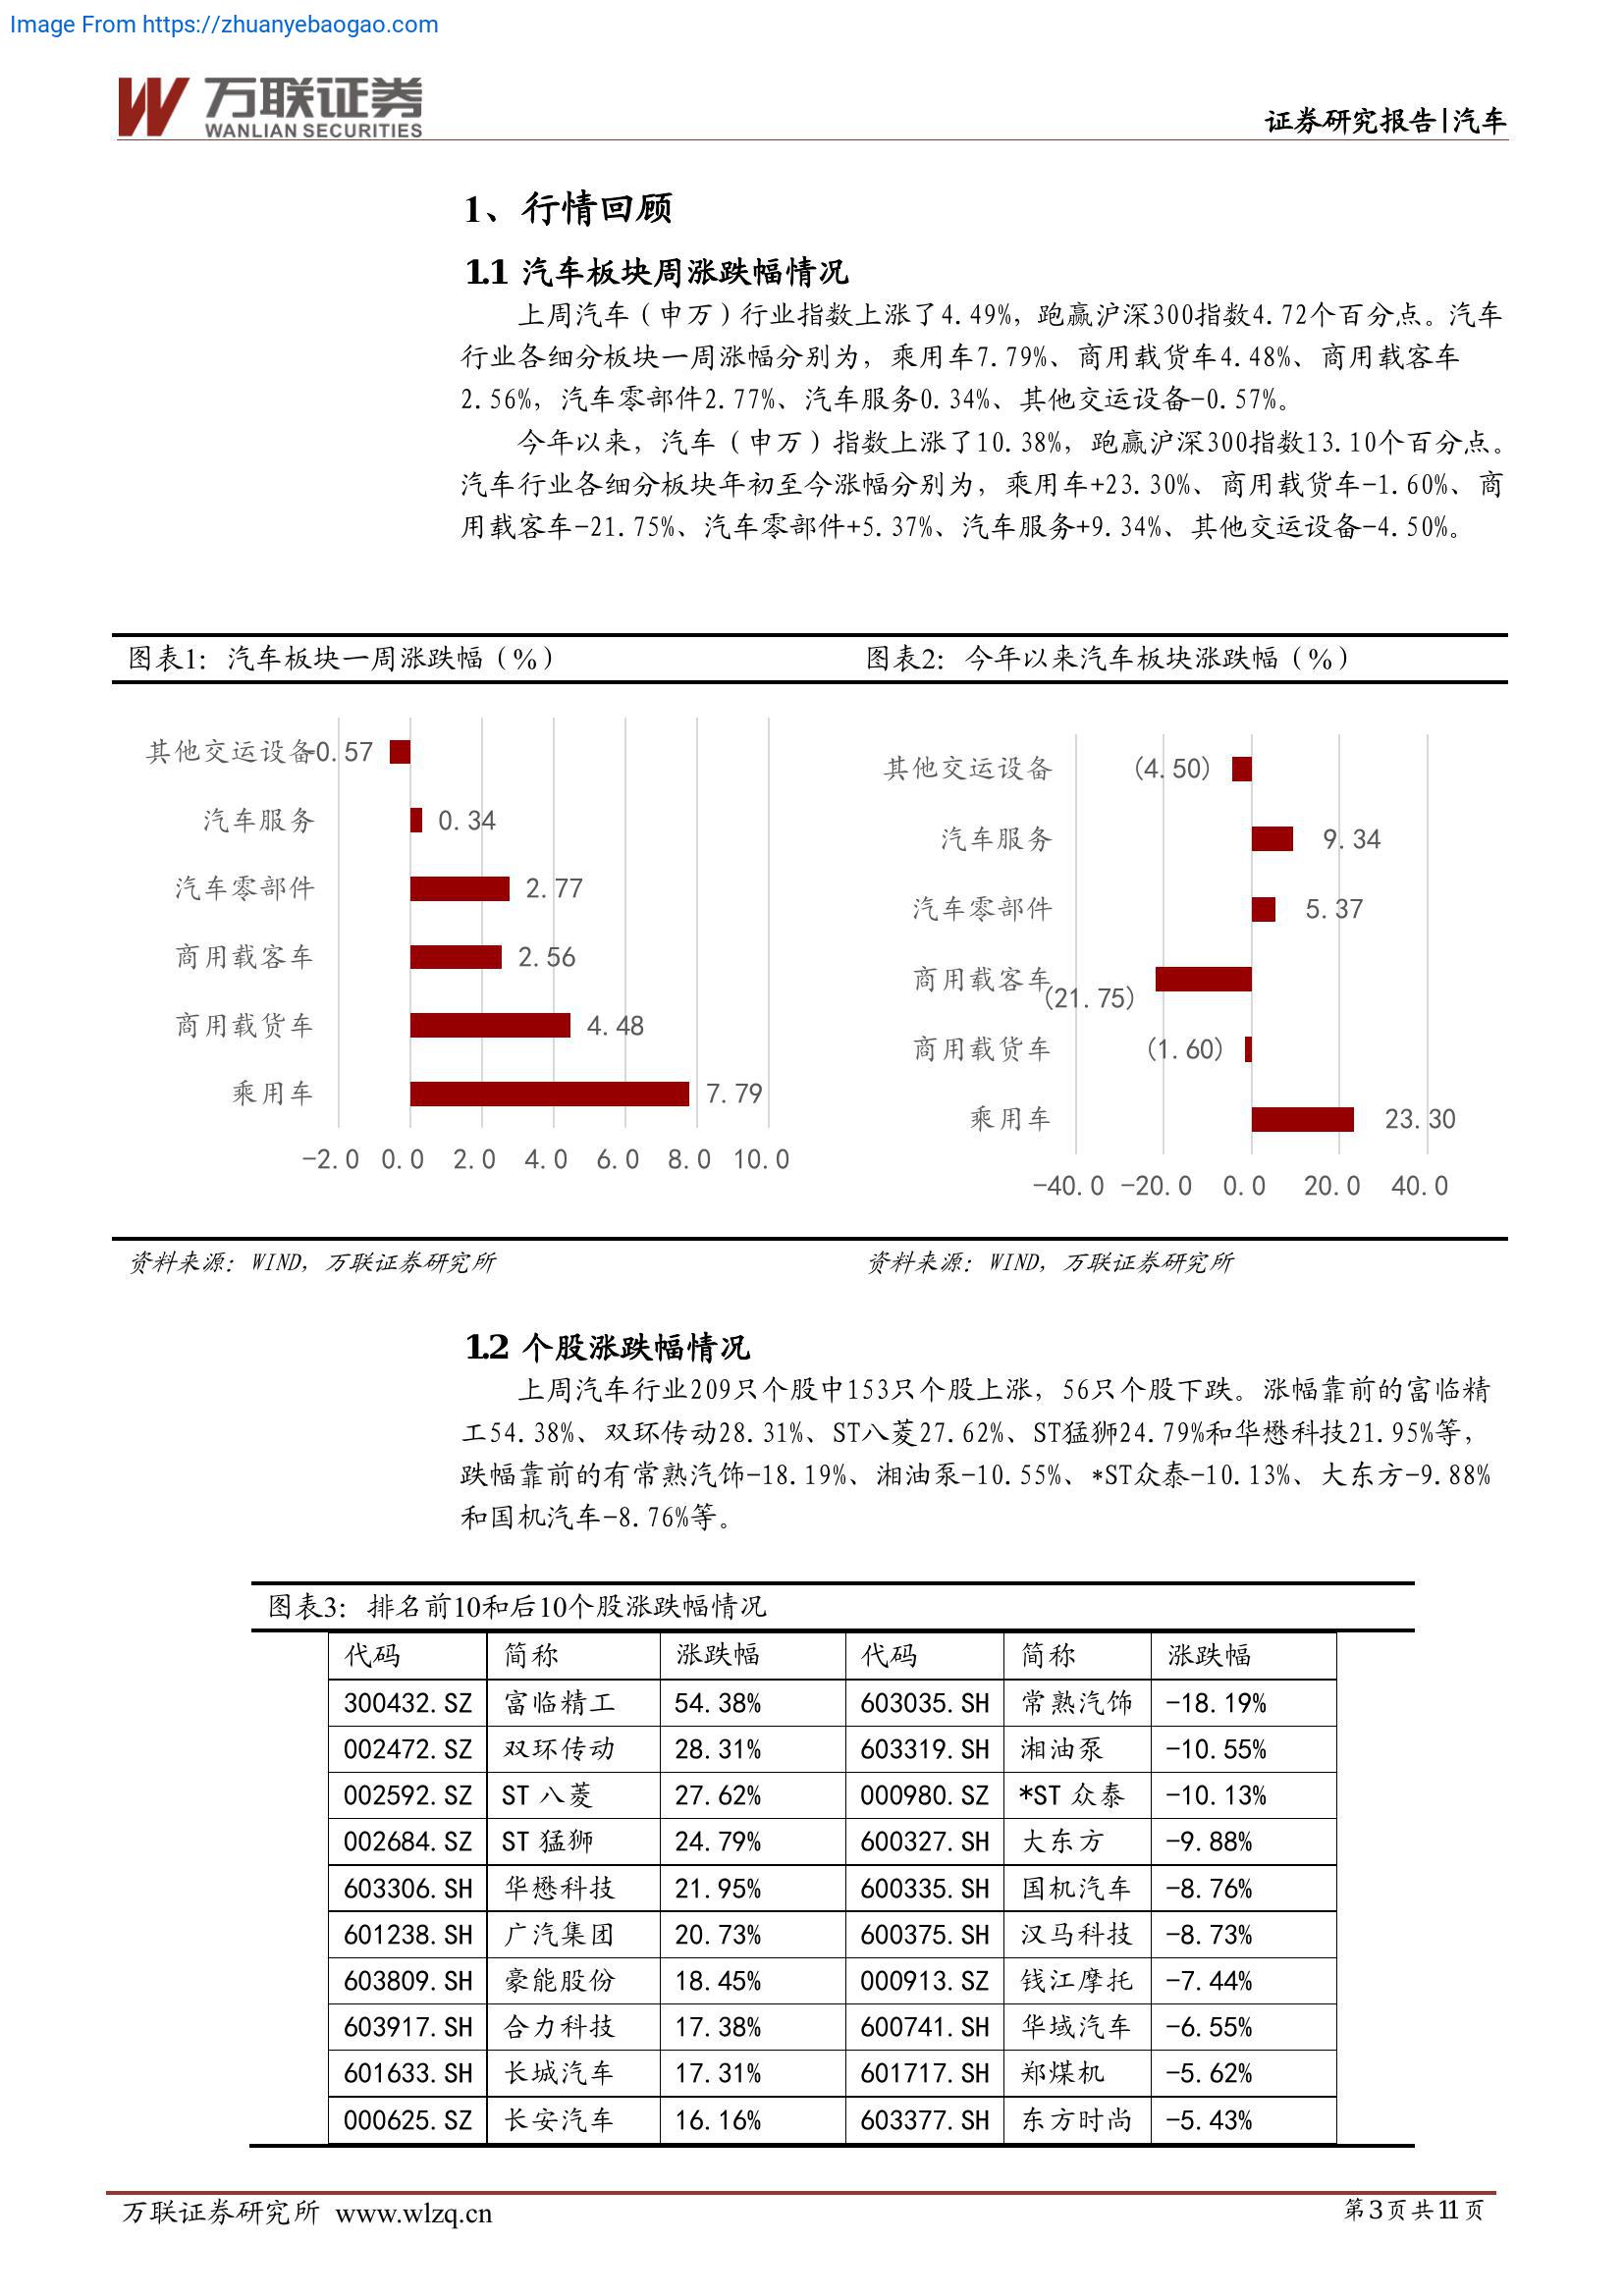 Image From https://zhuanyebaogao.com
万联证券
WANLIAN SECURITIES
证券研究报告|汽车
1、行情回顾
1.1 汽车板块周涨跌幅情况
上周汽车（申万）行业指数上涨了4.49%，跑赢沪深300指数4.72个百分点。汽车
行业各细分板块一周涨幅分别为，乘用车7.79%、商用载货车4.48%、商用载客车
2.56%，汽车零部件2.77%、汽车服务0.34%、其他交运设备-0.57%。
今年以来，汽车（申万）指数上涨了10.38%，跑赢沪深300指数13.10个百分点。
汽车行业各细分板块年初至今涨幅分别为，乘用车+23.30%、商用载货车-1.60%、商
用载客车-21.75%、汽车零部件+5.37%、汽车服务+9.34%、其他交运设备-4.50%。
图表1：汽车板块一周涨跌幅（%）
其他交运设备 -0.57
汽车服务 0.34
汽车零部件 2.77
商用载客车 2.56
商用载货车 4.48
乘用车 7.79
-2.0 0.0 2.0 4.0 6.0 8.0 10.0
资料来源：WIND，万联证券研究所
图表2：今年以来汽车板块涨跌幅（%）
其他交运设备 (4.50)
汽车服务 9.34
汽车零部件 5.37
商用载客车 (21.75)
商用载货车 (1.60)
乘用车 23.30
-40.0 -20.0 0.0 20.0 40.0
资料来源：WIND，万联证券研究所
1.2 个股涨跌幅情况
上周汽车行业209只个股中153只个股上涨，56只个股下跌。涨幅靠前的富临精
工54.38%、双环传动28.31%、ST八菱27.62%、ST猛狮24.79%和华懋科技21.95%等，
跌幅靠前的有常熟汽饰-18.19%、湘油泵-10.55%、*ST众泰-10.13%、大东方-9.88%
和国机汽车-8.76%等。
图表3：排名前10和后10个股涨跌幅情况
代码 简称 涨跌幅 代码 简称 涨跌幅
300432.SZ 富临精工 54.38% 603035.SH 常熟汽饰 -18.19%
002472.SZ 双环传动 28.31% 603319.SH 湘油泵 -10.55%
002592.SZ ST 八菱 27.62% 000980.SZ *ST 众泰 -10.13%
002684.SZ ST 猛狮 24.79% 600327.SH 大东方 -9.88%
603306.SH 华懋科技 21.95% 600335.SH 国机汽车 -8.76%
601238.SH 广汽集团 20.73% 600375.SH 汉马科技 -8.73%
603809.SH 豪能股份 18.45% 000913.SZ 钱江摩托 -7.44%
603917.SH 合力科技 17.38% 600741.SH 华域汽车 -6.55%
601633.SH 长城汽车 17.31% 601717.SH 郑煤机 -5.62%
000625.SZ 长安汽车 16.16% 603377.SH 东方时尚 -5.43%
万联证券研究所 www.wlzq.cn
第3页共11页